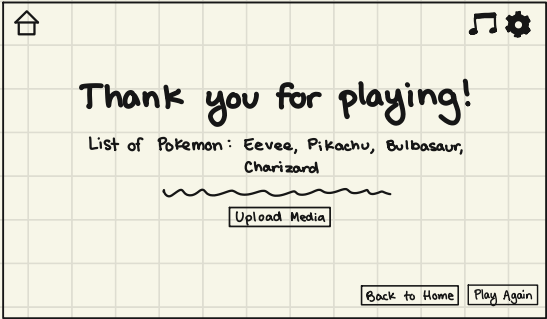 Thank you for playing!
List of Pokemon: Eevee, Pikachu, Bulbasaur,
Charizard
Upload Media
Back to Home
Play Again